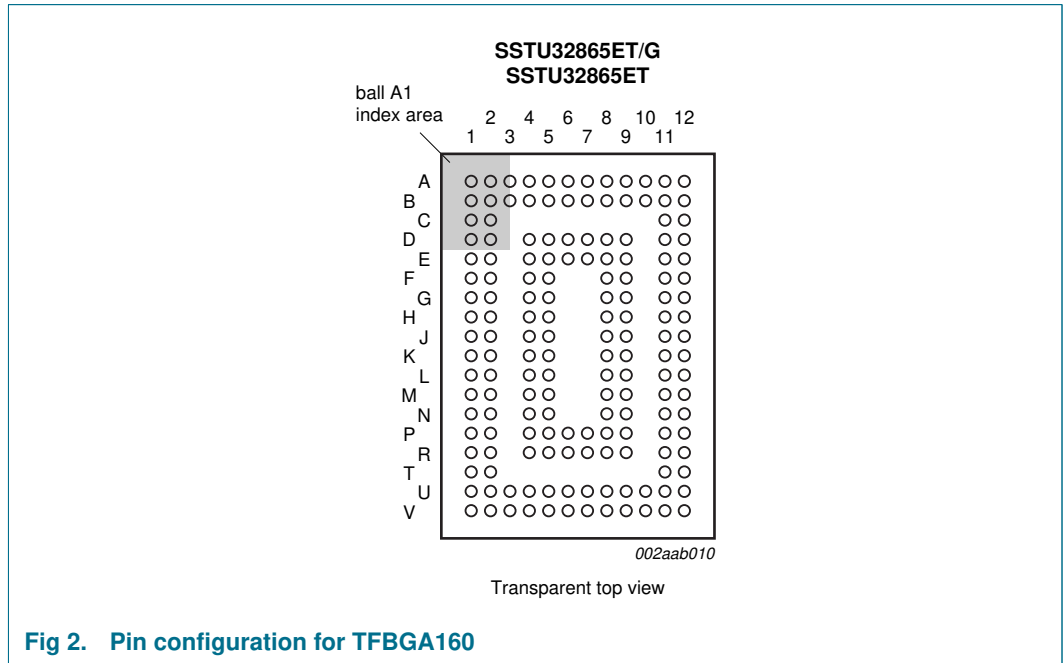 SSTU32865ET/G
SSTU32865ET
ball A1
index area
2 4 6 8 10 12
1 3 5 7 9 11
A
B
C
D
E
F
G
H
J
K
L
M
N
P
R
T
U
V
002aab010
Transparent top view
Fig 2. Pin configuration for TFBGA160